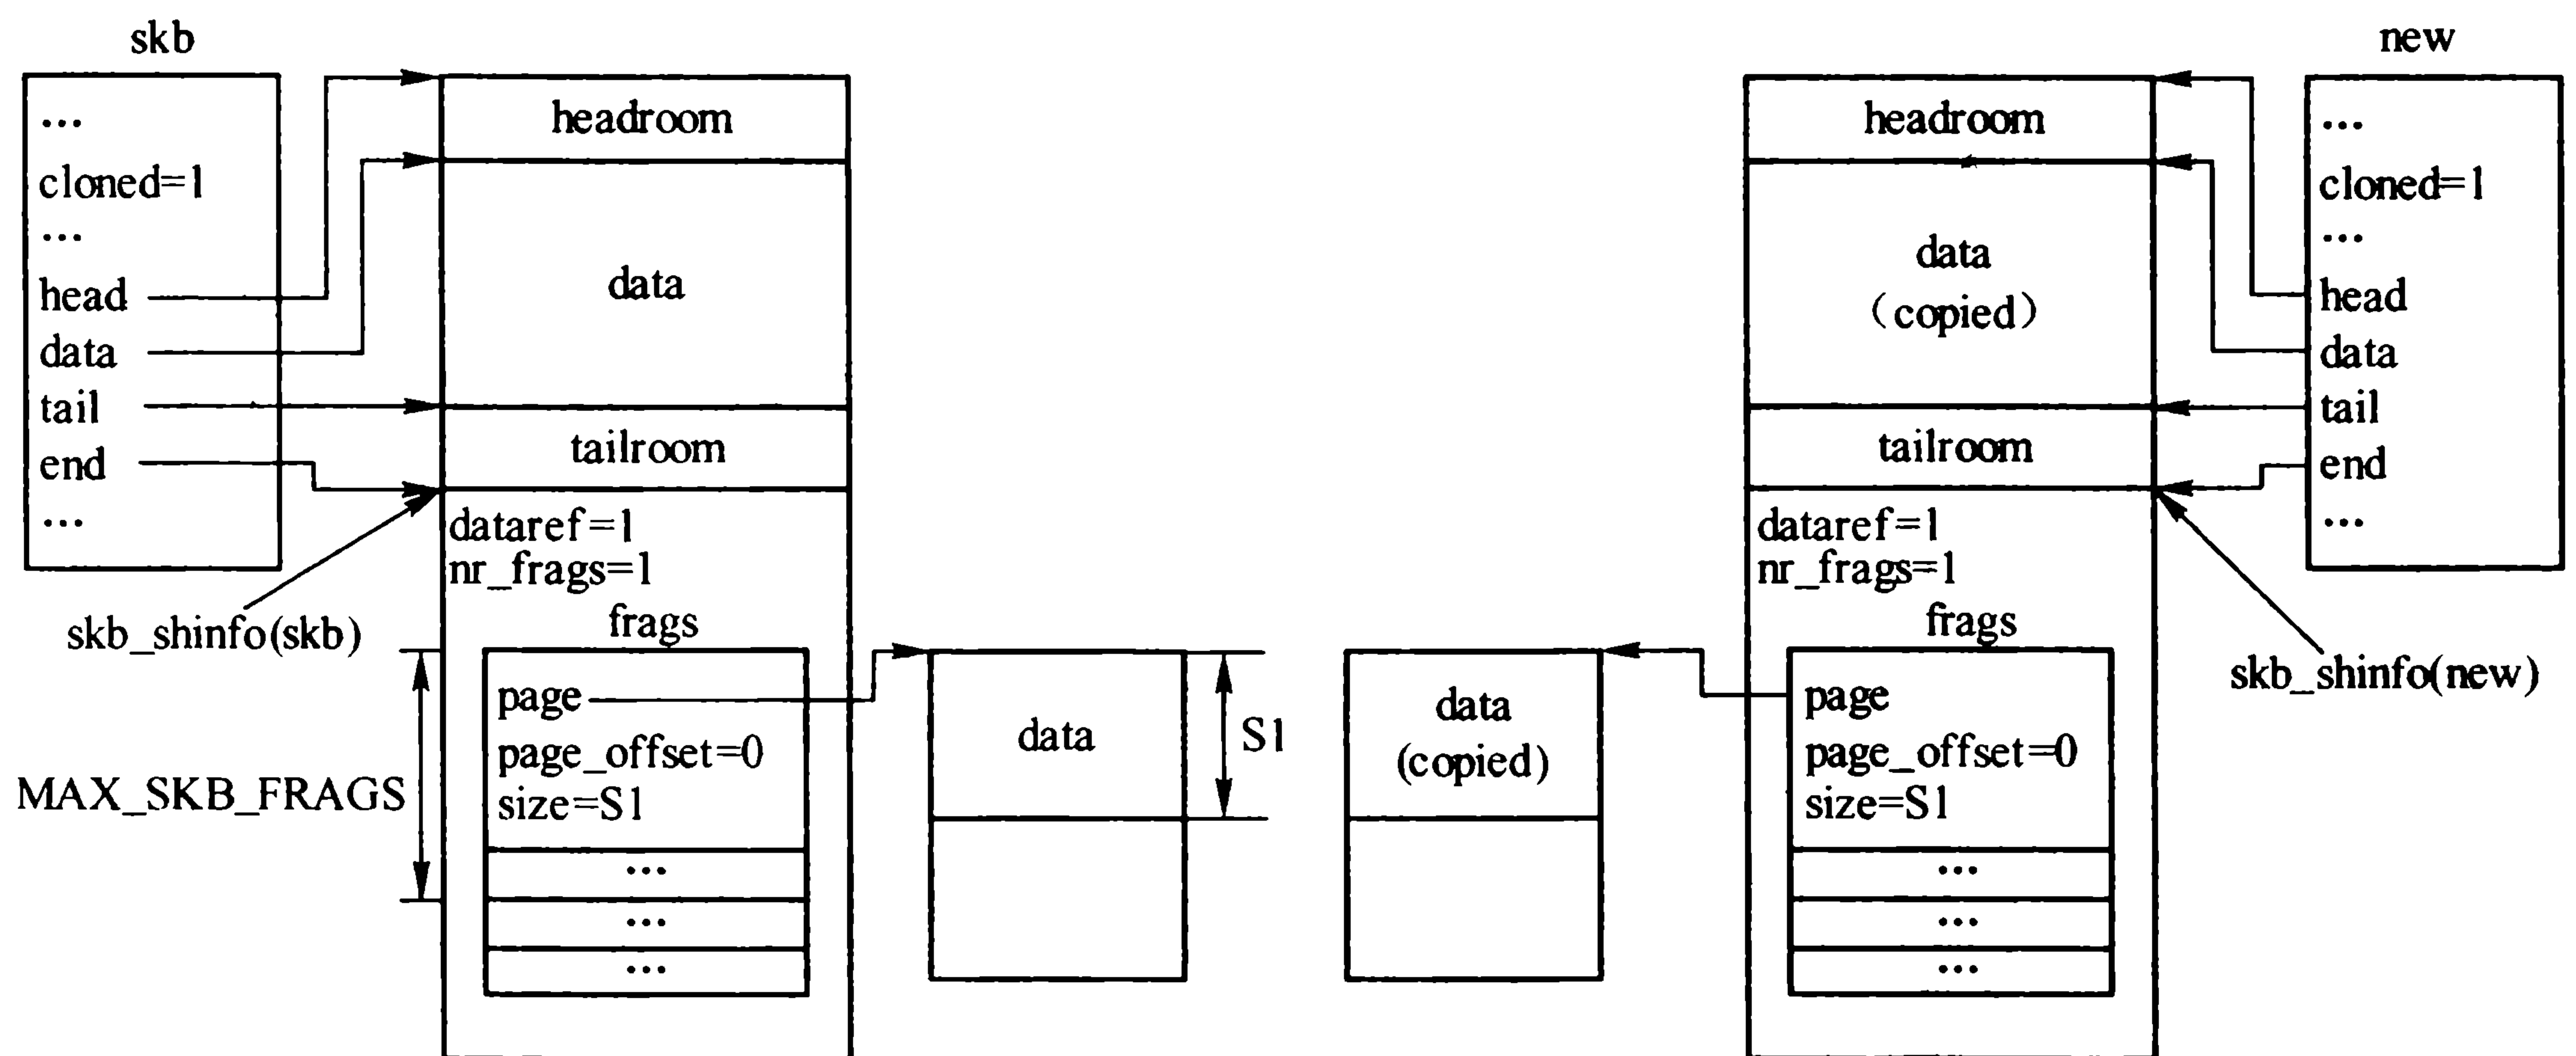 skb
...
cloned=1
...
head
data
tail
end
...
skb_shinfo(skb)
MAX_SKB_FRAGS
headroom
data
tailroom
dataref=1
nr_frags=1
frags
page
page_offset=0
size=S1
...
...
...
data
S1
data
(copied)
headroom
data
（copied）
tailroom
dataref=1
nr_frags=1
frags
page
page_offset=0
size=S1
...
...
...
new
...
cloned=1
...
head
data
tail
end
...
skb_shinfo(new)